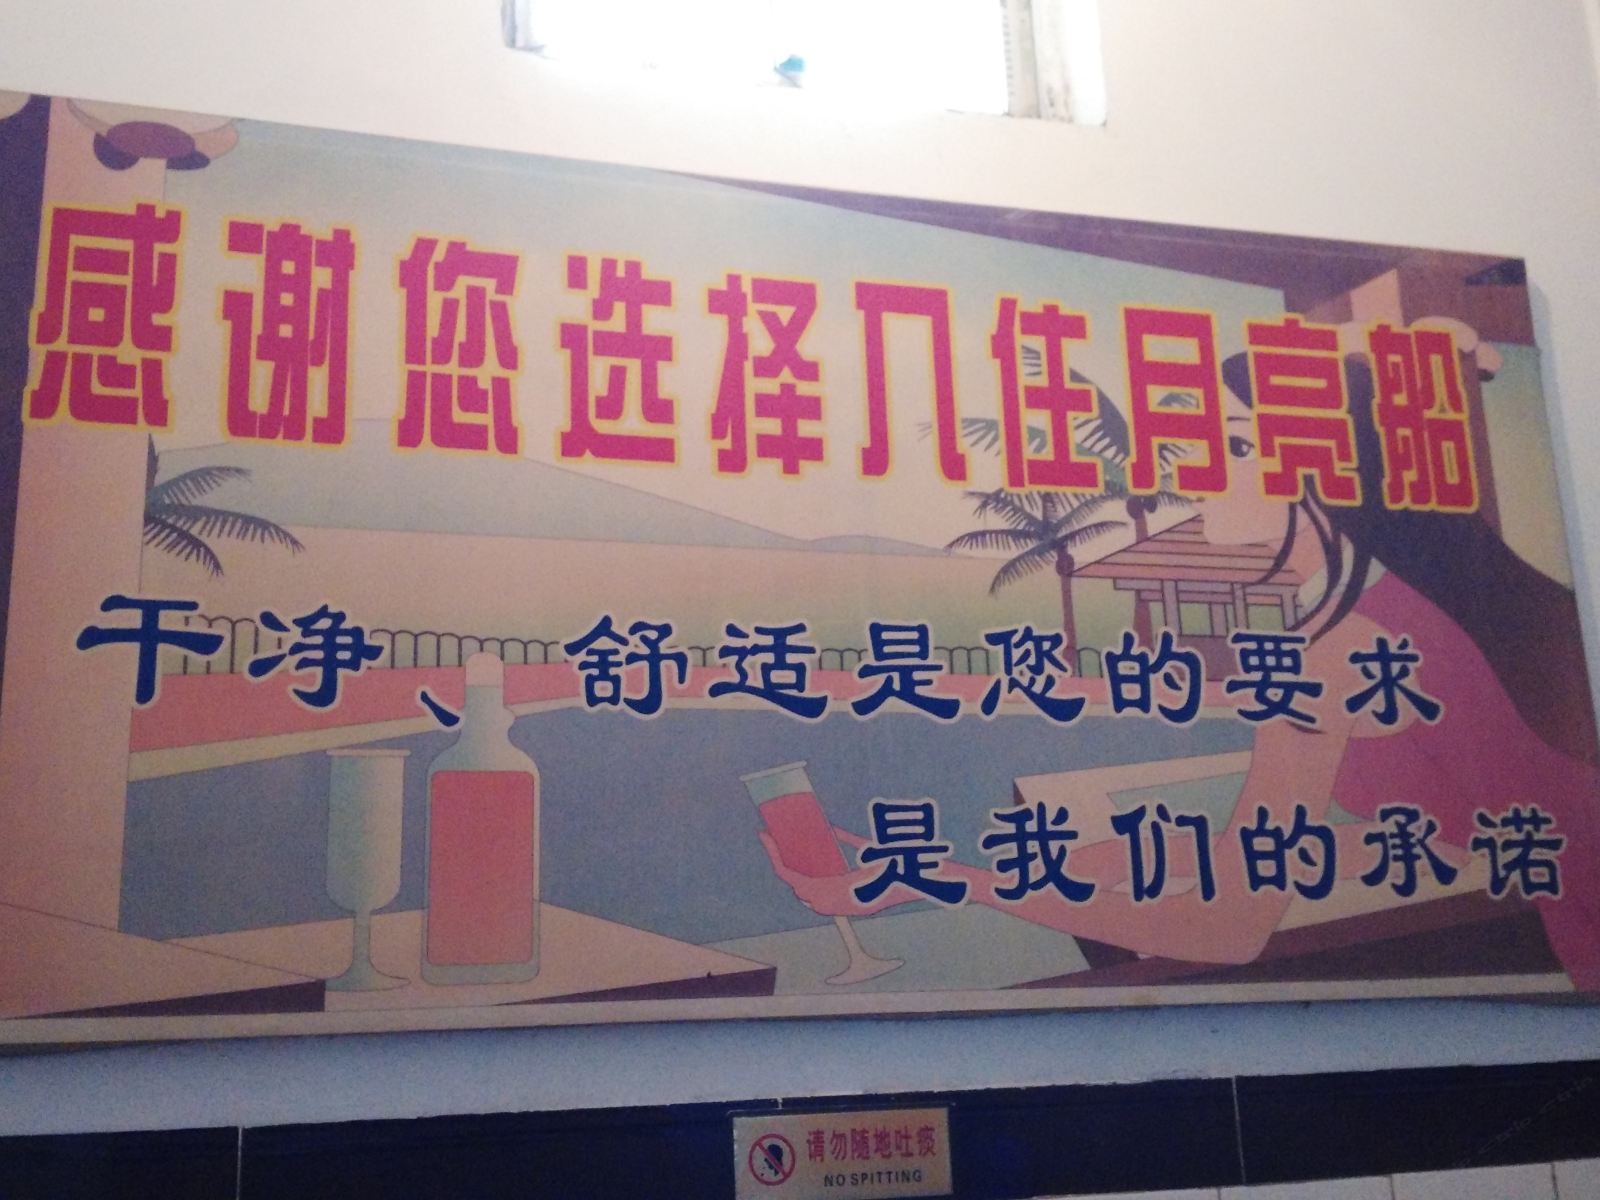 感谢您选择入住月亮船
干净、舒适是您的要求
是我们的承诺
请勿随地吐痰
NO SPITTING